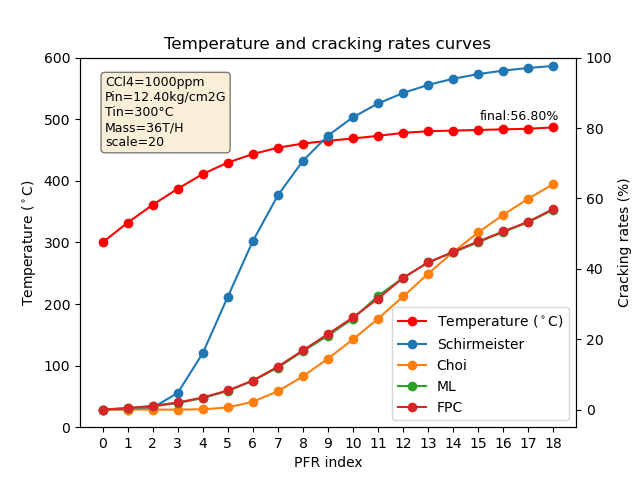 Temperature and cracking rates curves
CCl4=1000ppm
Pin=12.40kg/cm2G
Tin=300°C
Mass=36T/H
scale=20
final:56.80%
600
500
400
300
200
100
0
Temperature (°C)
100
80
60
40
20
0
Cracking rates (%)
Temperature (°C)
Schirmeister
Choi
ML
FPC
0 1 2 3 4 5 6 7 8 9 10 11 12 13 14 15 16 17 18
PFR index